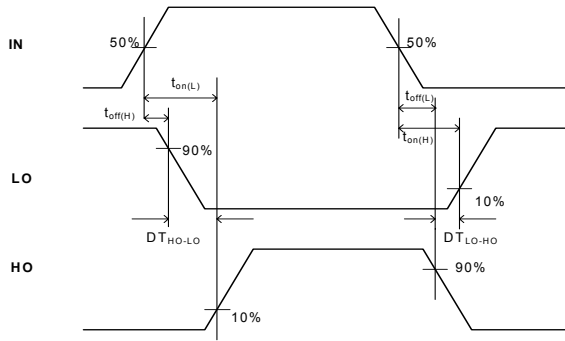 IN
50%
50%
ton(L)
toff(L)
toff(H)
ton(H)
90%
LO
10%
DTHO-LO
DTLO-HO
HO
90%
10%